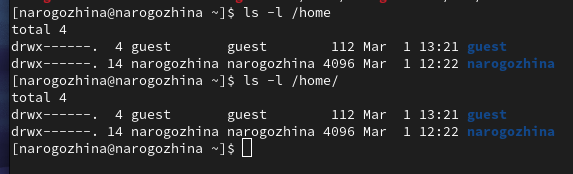 [narogozhina@narogozhina ~]$ ls -l /home
total 4
drwx------.  4 guest       guest        112 Mar  1 13:21 guest
drwx------. 14 narogozhina narogozhina 4096 Mar  1 12:22 narogozhina
[narogozhina@narogozhina ~]$ ls -l /home/
total 4
drwx------.  4 guest       guest        112 Mar  1 13:21 guest
drwx------. 14 narogozhina narogozhina 4096 Mar  1 12:22 narogozhina
[narogozhina@narogozhina ~]$